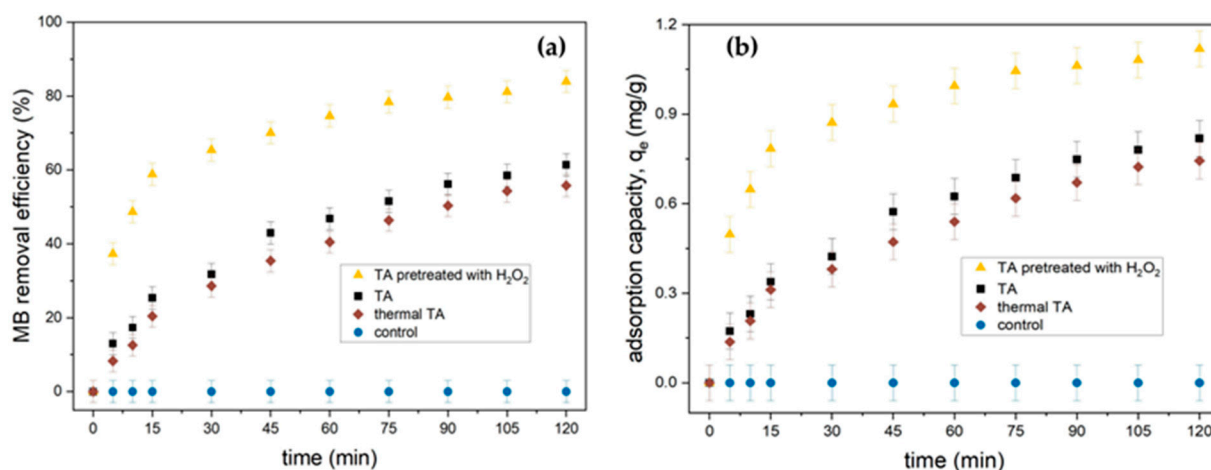 (a)
MB removal efficiency (%)
100
80
60
40
20
0
TA pretreated with H₂O₂
TA
thermal TA
control
0 15 30 45 60 75 90 105 120
time (min)
(b)
adsorption capacity, qₑ (mg/g)
1.2
0.9
0.6
0.3
0.0
TA pretreated with H₂O₂
TA
thermal TA
control
0 15 30 45 60 75 90 105 120
time (min)